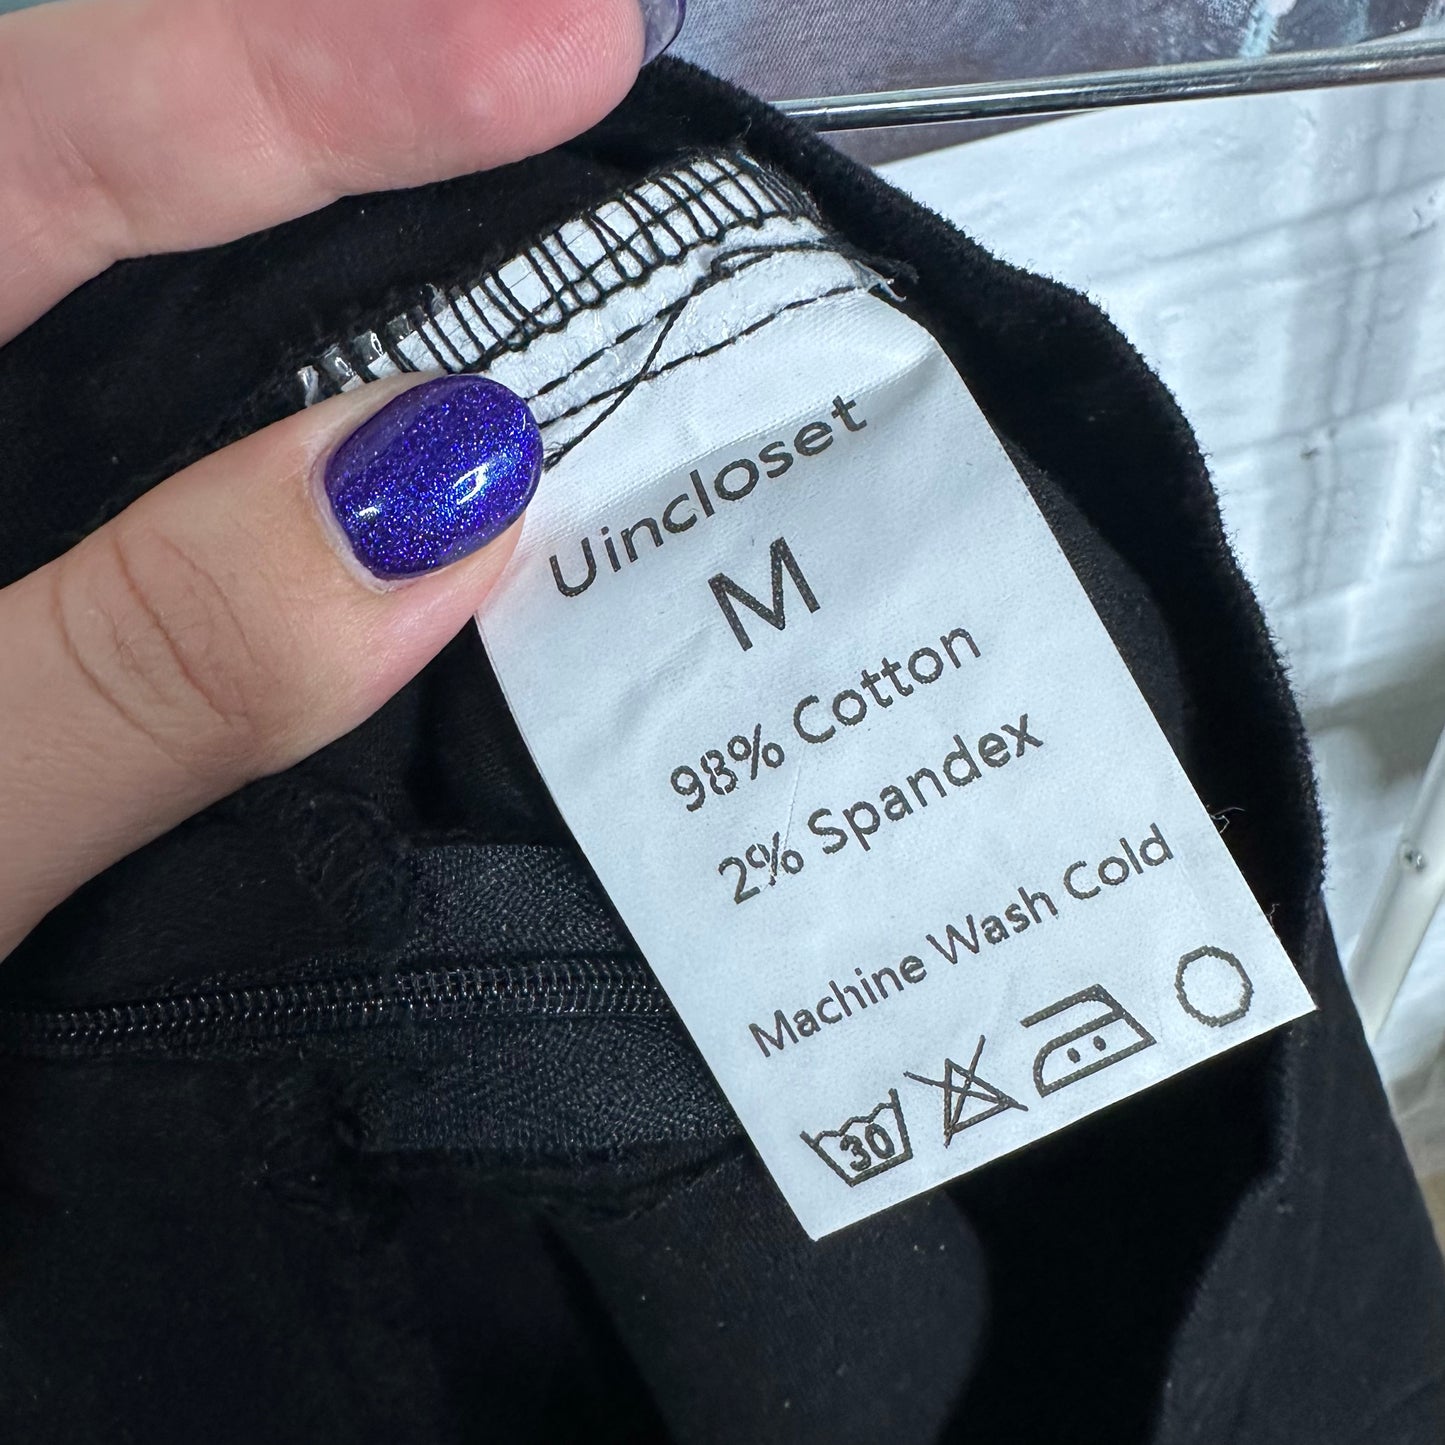 Uincloset
M
98% Cotton
2% Spandex
Machine Wash Cold
30